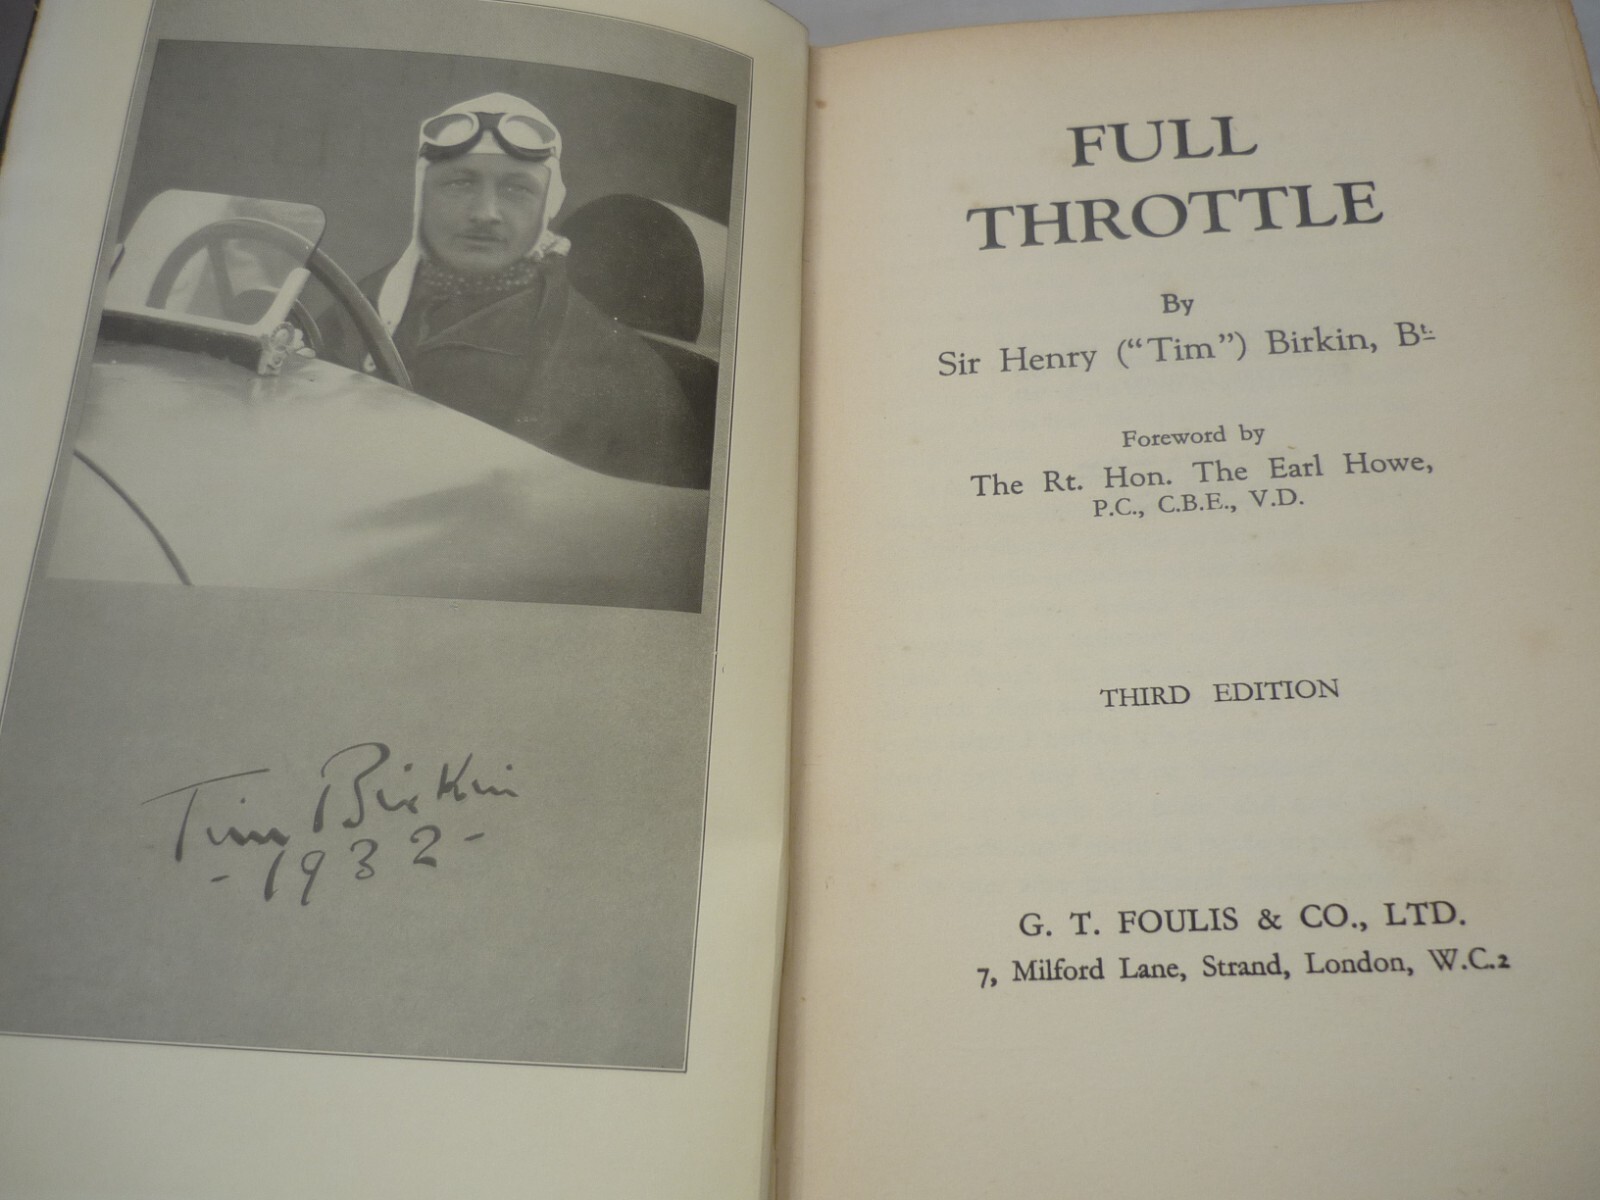 Tim Birkin
- 1932 -
FULL
THROTTLE
By
Sir Henry (“Tim”) Birkin, Bt.
Foreword by
The Rt. Hon. The Earl Howe,
P.C., C.B.E., V.D.
THIRD EDITION
G. T. FOULIS & CO., LTD.
7, Milford Lane, Strand, London, W.C.2